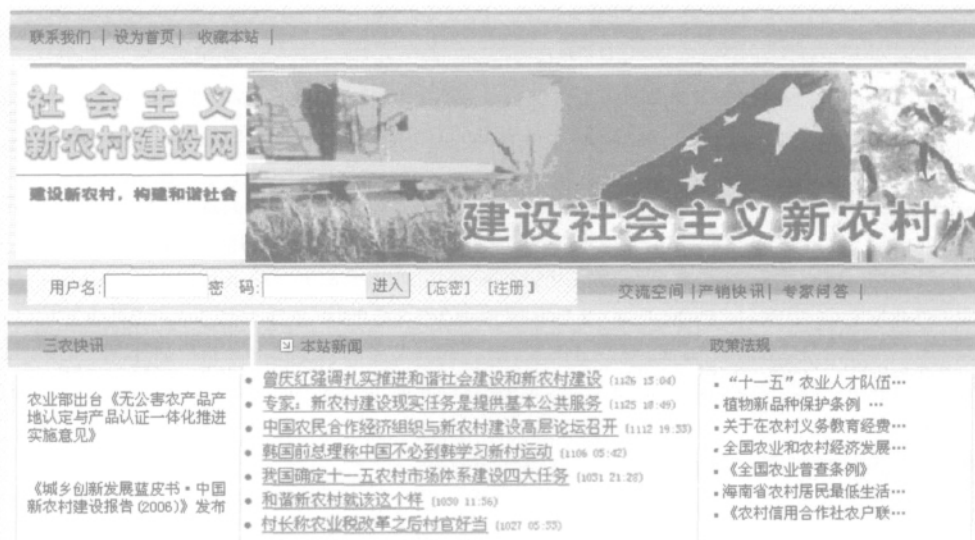 联系我们 | 设为首页 | 收藏本站 |
社会主义
新农村建设网
建设新农村，构建和谐社会
建设社会主义新农村
用户名: 密 码: 进入 [忘密] [注册]
交流空间 | 产销快讯 | 专家问答 |
三农快讯
农业部出台《无公害农产品产
地认定与产品认证一体化推进
实施意见》
《城乡创新发展蓝皮书·中国
新农村建设报告(2006)》发布
本站新闻
曾庆红强调扎实推进和谐社会建设和新农村建设 (1126 15:04)
专家：新农村建设现实任务是提供基本公共服务 (1125 18:49)
中国农民合作经济组织与新农村建设高层论坛召开 (1112 19:33)
韩国前总理称中国不必到韩学习新村运动 (1106 05:42)
我国确定十一五农村市场体系建设四大任务 (1031 21:28)
和谐新农村就该这个样 (1030 11:56)
村长称农业税改革之后村官好当 (1027 05:53)
政策法规
“十一五”农业人才队伍…
植物新品种保护条例 …
关于在农村义务教育经费…
全国农业和农村经济发展…
《全国农业普查条例》
海南省农村居民最低生活…
《农村信用合作社农户联…